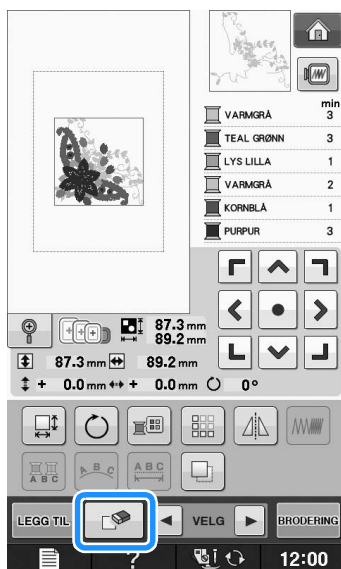 min
VARMGRÅ 3
TEAL GRØNN 3
LYS LILLA 1
VARMGRÅ 2
KORNBLÅ 1
PURPUR 3
87.3 mm
89.2 mm
87.3 mm 89.2 mm
+ 0.0 mm + 0.0 mm 0°
A B C
A B C
A B C
LEGG TIL VELG BRODERING
? 12:00